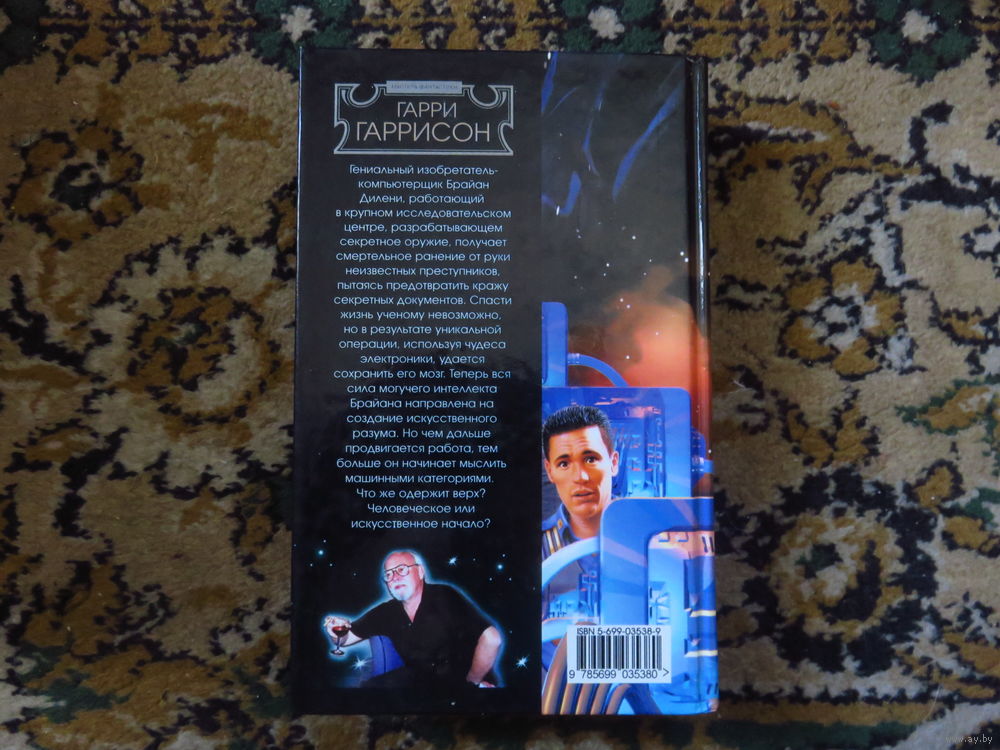 ГАРРИ
ГАРРИСОН
Гениальный изобретатель-
компьютерщик Брайан
Дилени, работающий
в крупном исследовательском
центре, разрабатывающем
секретное оружие, получает
смертельное ранение от руки
неизвестных преступников,
пытаясь предотвратить кражу
секретных документов. Спасти
жизнь ученому невозможно,
но в результате уникальной
операции, используя чудеса
электроники, удается
сохранить его мозг. Теперь вся
сила могучего интеллекта
Брайана направлена на
создание искусственного
разума. Но чем дальше
продвигается работа, тем
больше он начинает мыслить
машинными категориями.
Что же одержит верх?
Человеческое или
искусственное начало?
ISBN 5-699-03538-9
9 785699 035380 >
© www.ay.by